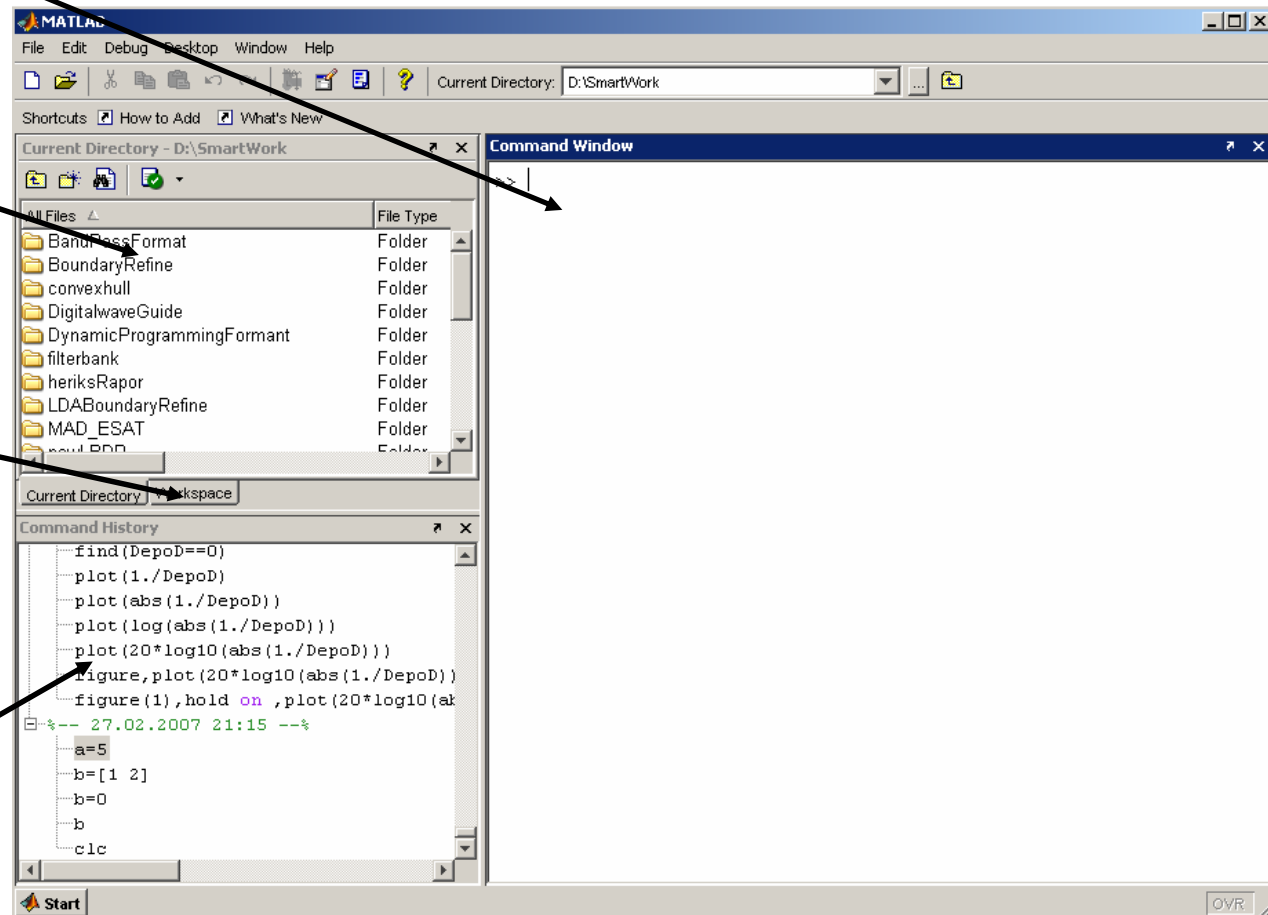 MATLAB
File Edit Debug Desktop Window Help
Current Directory: D:\SmartWork
...
Shortcuts How to Add What's New
Current Directory - D:\SmartWork
All Files File Type
BandPassFormat Folder
BoundaryRefine Folder
convexhull Folder
DigitalwaveGuide Folder
DynamicProgrammingFormant Folder
filterbank Folder
heriksRapor Folder
LDABoundaryRefine Folder
MAD_ESAT Folder
Folder
Current Directory Workspace
Command History
find(DepoD==0)
plot(1./DepoD)
plot(abs(1./DepoD))
plot(log(abs(1./DepoD)))
plot(20*log10(abs(1./DepoD)))
figure,plot(20*log10(abs(1./DepoD))
figure(1),hold on ,plot(20*log10(ab
%-- 27.02.2007 21:15 --%
a=5
b=[1 2]
b=0
b
clc
Command Window
>>
Start
OVR